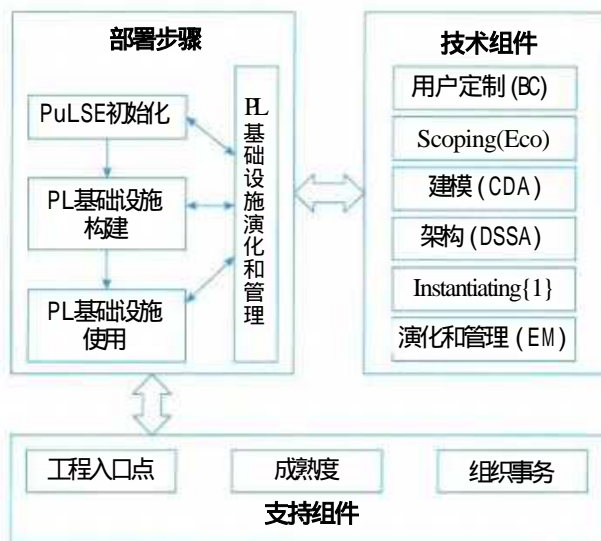 部署步骤
PuLSE初始化
PL基础设施
构建
PL基础设施
使用
PL
基
础
设
施
演
化
和
管
理
技术组件
用户定制(BC)
Scoping(Eco)
建模(CDA)
架构(DSSA)
Instantiating{1}
演化和管理(EM)
工程入口点
成熟度
组织事务
支持组件